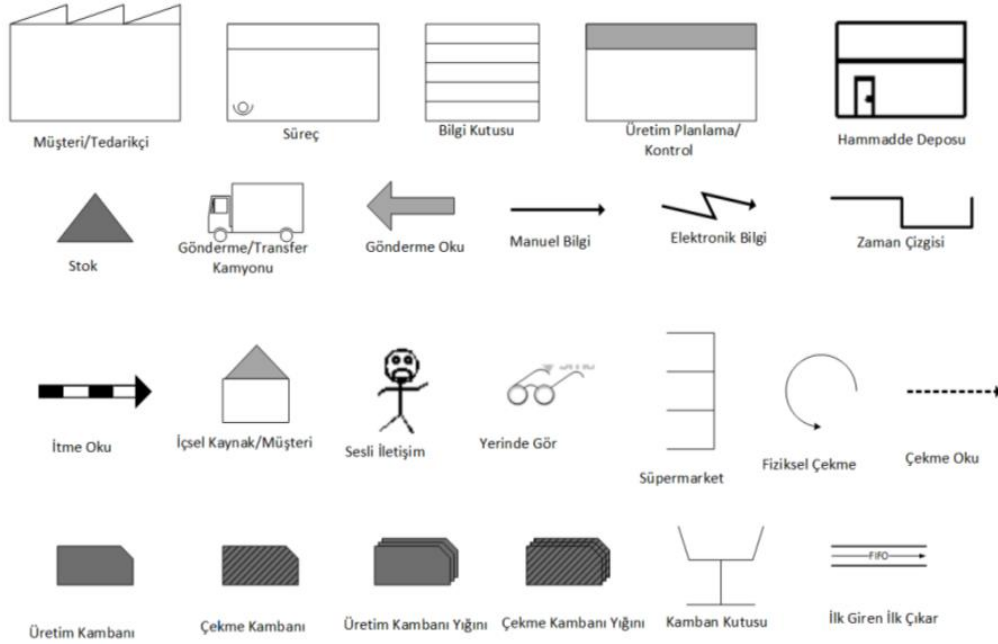 Müşteri/Tedarikçi
Süreç
Bilgi Kutusu
Üretim Planlama/
Kontrol
Hammadde Deposu
Stok
Gönderme/Transfer
Kamyonu
Gönderme Oku
Manuel Bilgi
Elektronik Bilgi
Zaman Çizgisi
İtme Oku
İçsel Kaynak/Müşteri
Sesli İletişim
Yerinde Gör
Süpermarket
Fiziksel Çekme
Çekme Oku
Üretim Kambanı
Çekme Kambanı
Üretim Kambanı Yığını
Çekme Kambanı Yığını
Kamban Kutusu
FIFO
İlk Giren İlk Çıkar